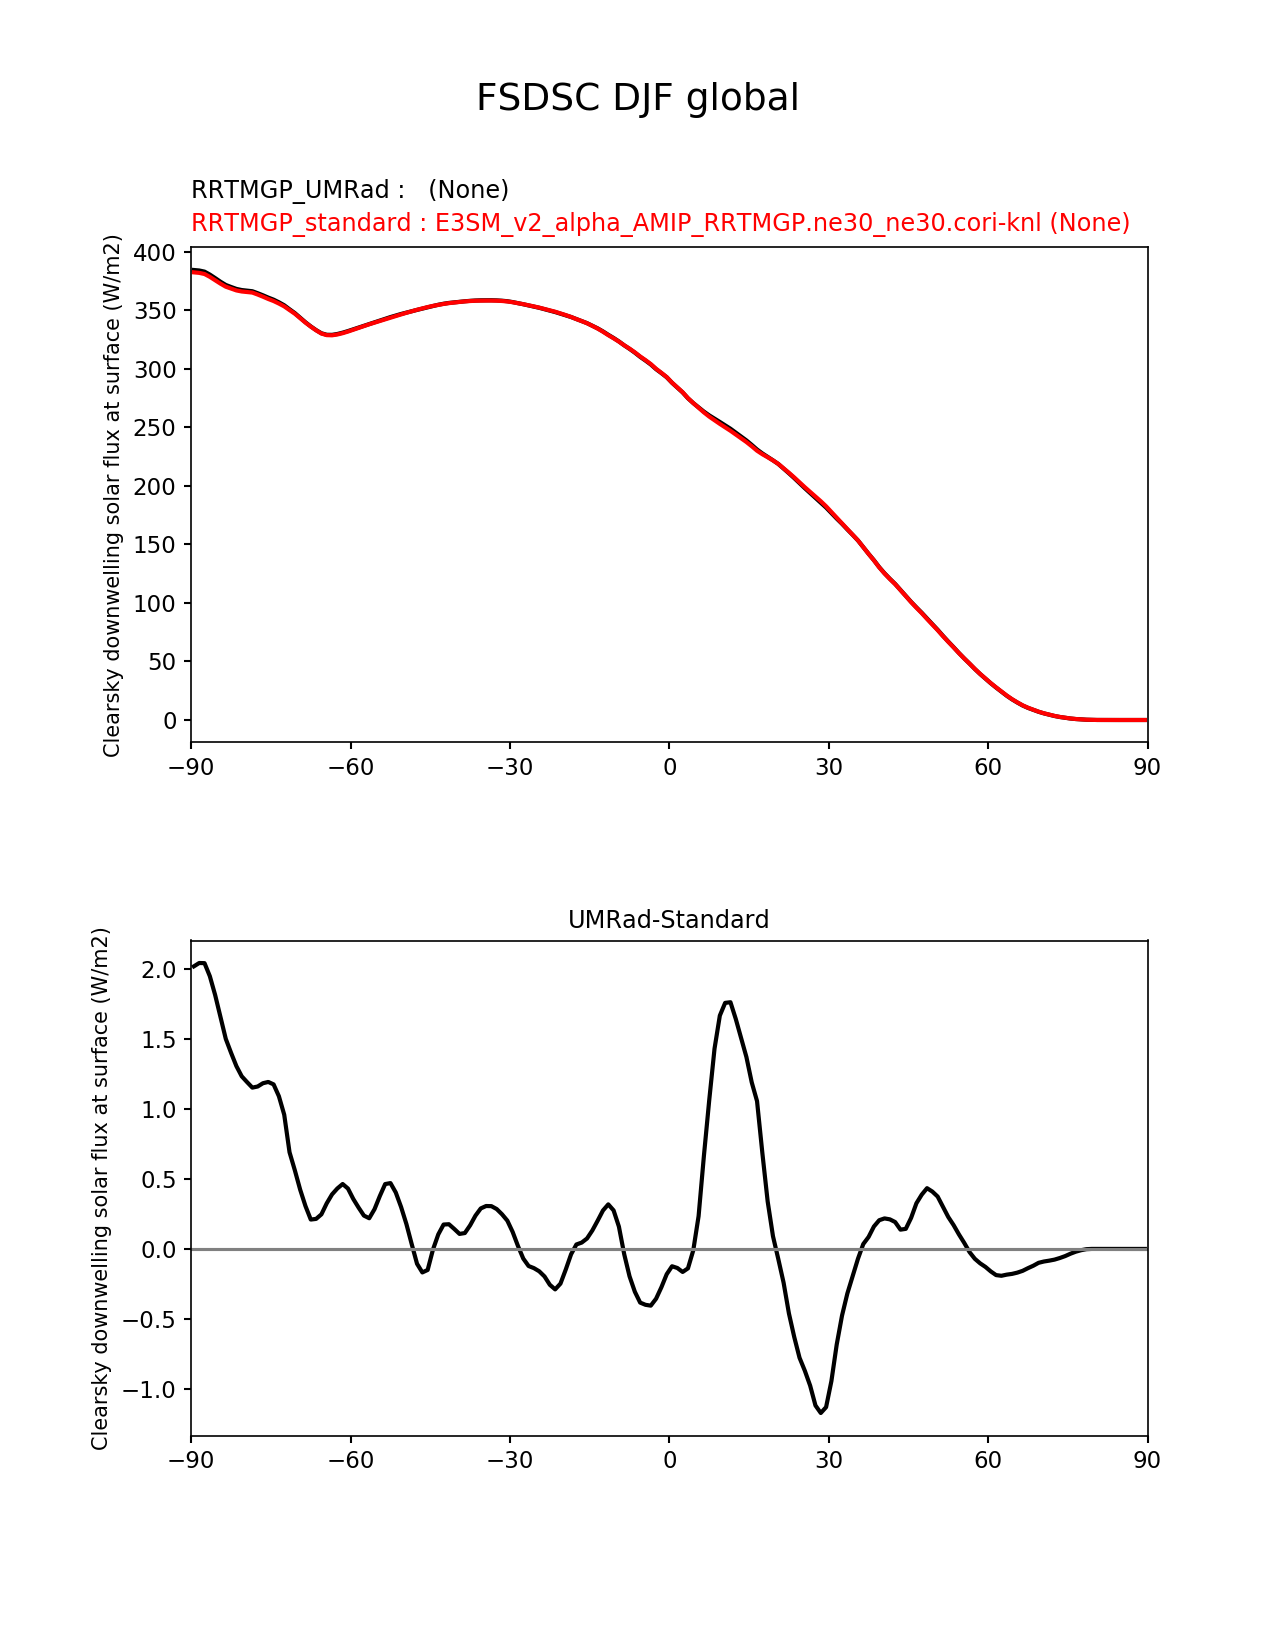 FSDSC DJF global
RRTMGP_UMRad :   (None)
RRTMGP_standard : E3SM_v2_alpha_AMIP_RRTMGP.ne30_ne30.cori-knl (None)
Clearsky downwelling solar flux at surface (W/m2)
400
350
300
250
200
150
100
50
0
−90 −60 −30 0 30 60 90
UMRad-Standard
Clearsky downwelling solar flux at surface (W/m2)
2.0
1.5
1.0
0.5
0.0
−0.5
−1.0
−90 −60 −30 0 30 60 90